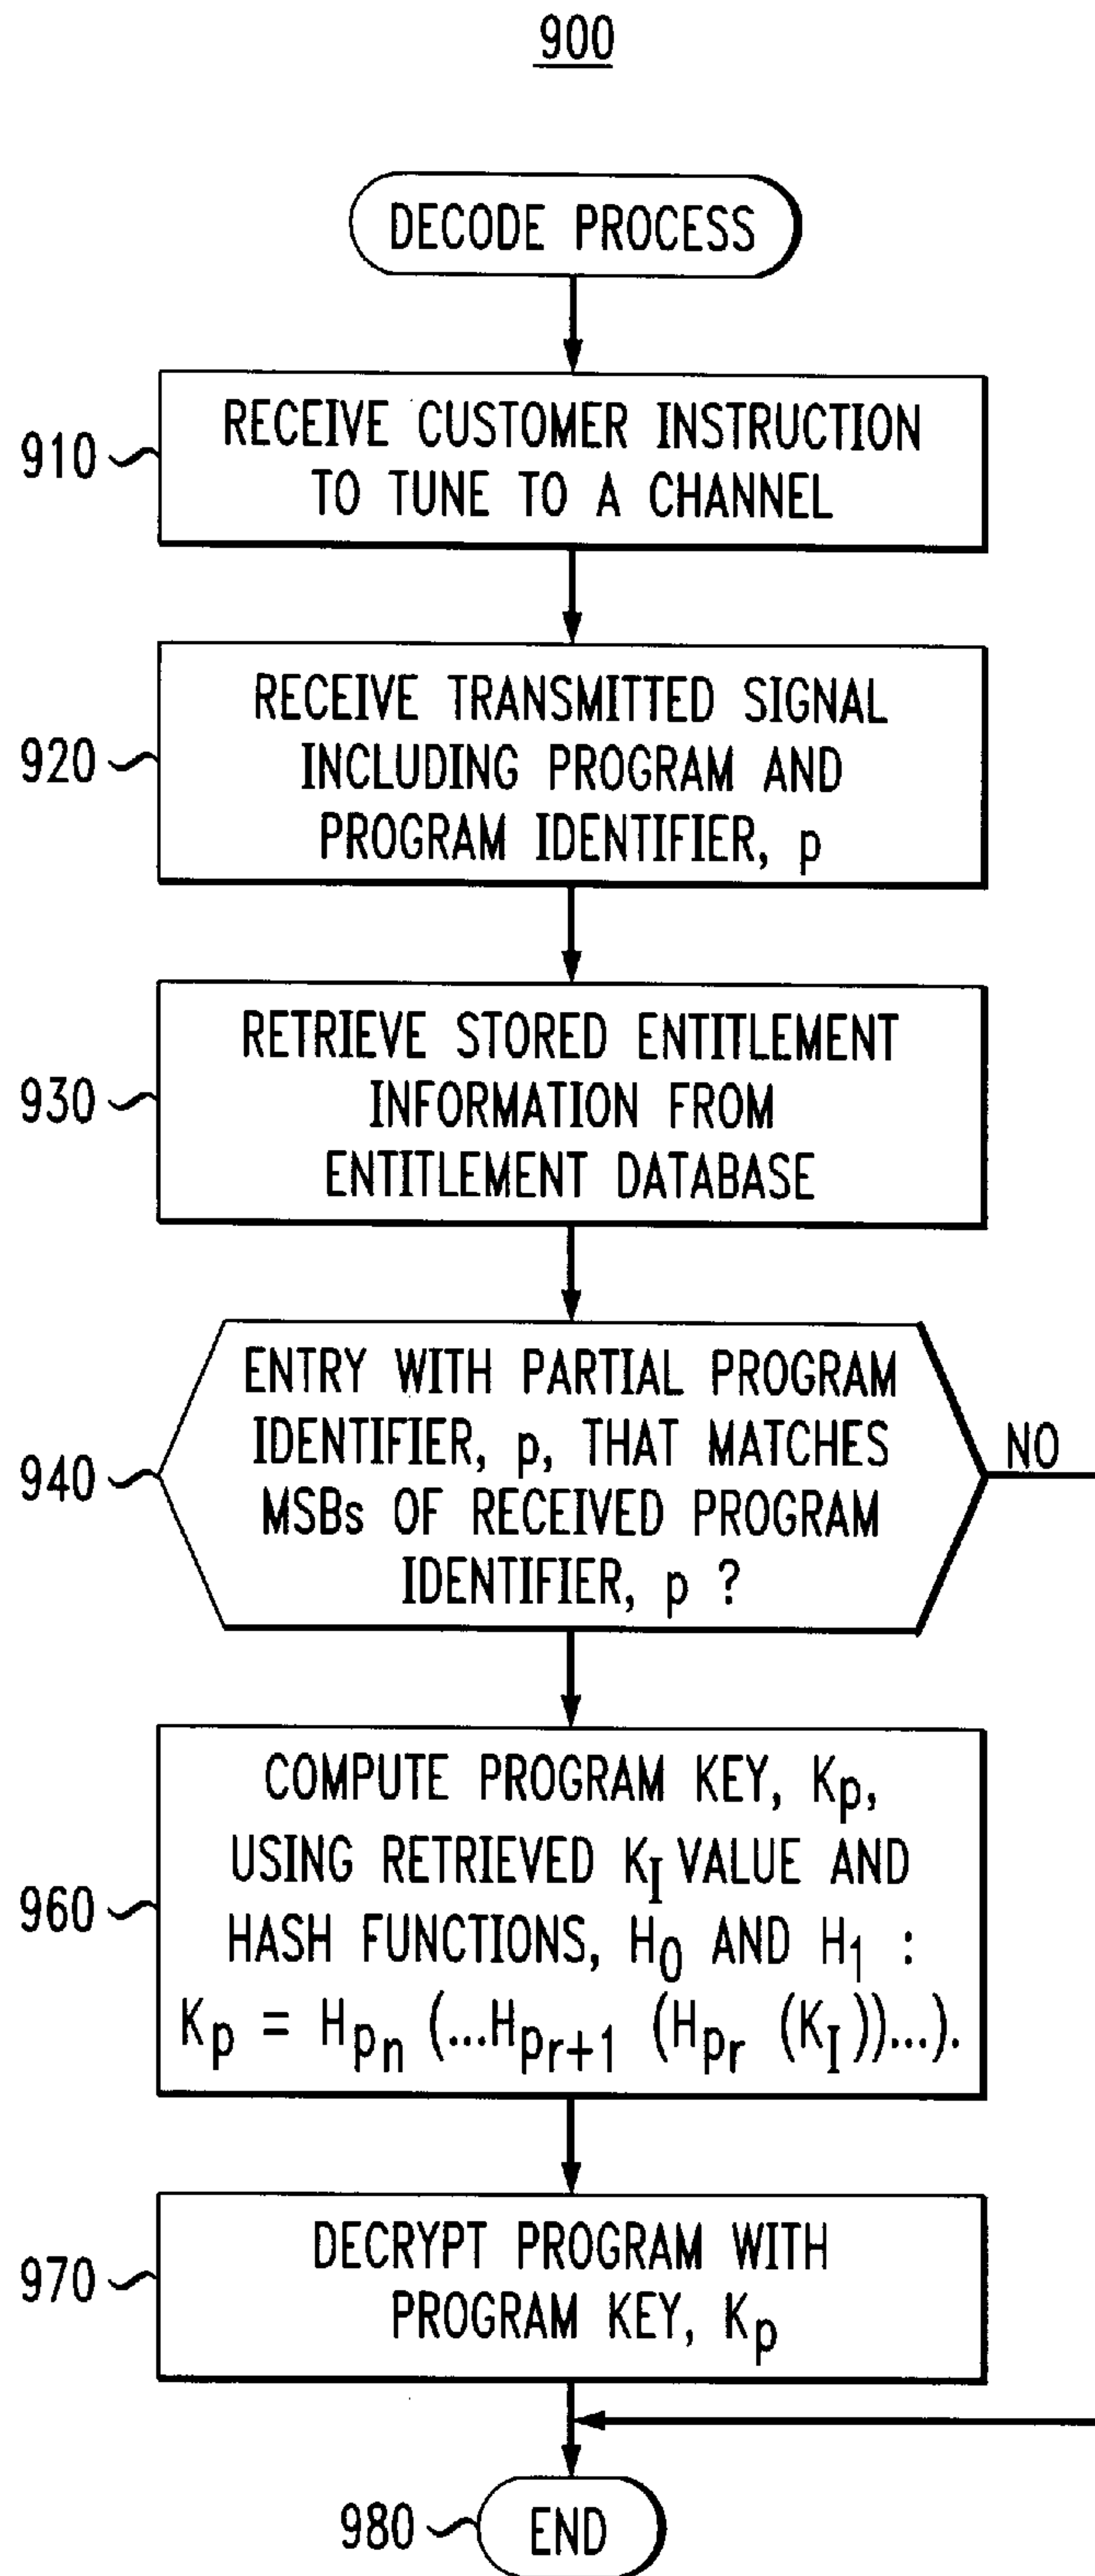 900
DECODE PROCESS
910
RECEIVE CUSTOMER INSTRUCTION
TO TUNE TO A CHANNEL
920
RECEIVE TRANSMITTED SIGNAL
INCLUDING PROGRAM AND
PROGRAM IDENTIFIER, p
930
RETRIEVE STORED ENTITLEMENT
INFORMATION FROM
ENTITLEMENT DATABASE
940
ENTRY WITH PARTIAL PROGRAM
IDENTIFIER, p, THAT MATCHES
MSBs OF RECEIVED PROGRAM
IDENTIFIER, p ?
NO
960
COMPUTE PROGRAM KEY, Kp,
USING RETRIEVED KI VALUE AND
HASH FUNCTIONS, H0 AND H1 :
Kp = Hpn (...Hpr+1 (Hpr (KI))...).
970
DECRYPT PROGRAM WITH
PROGRAM KEY, Kp
980
END